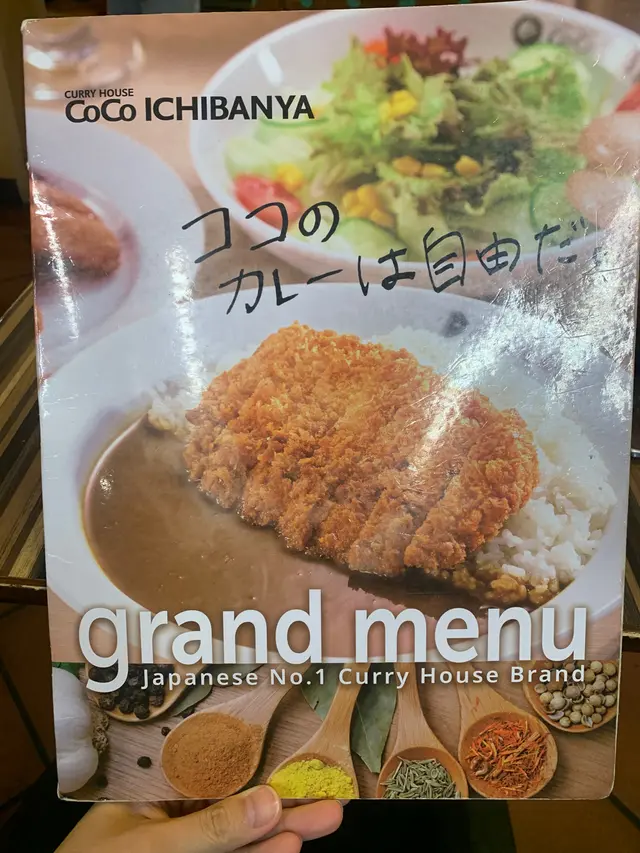 CURRY HOUSE
CoCo ICHIBANYA
ココの
カレーは自由だ。
grand menu
Japanese No.1 Curry House Brand